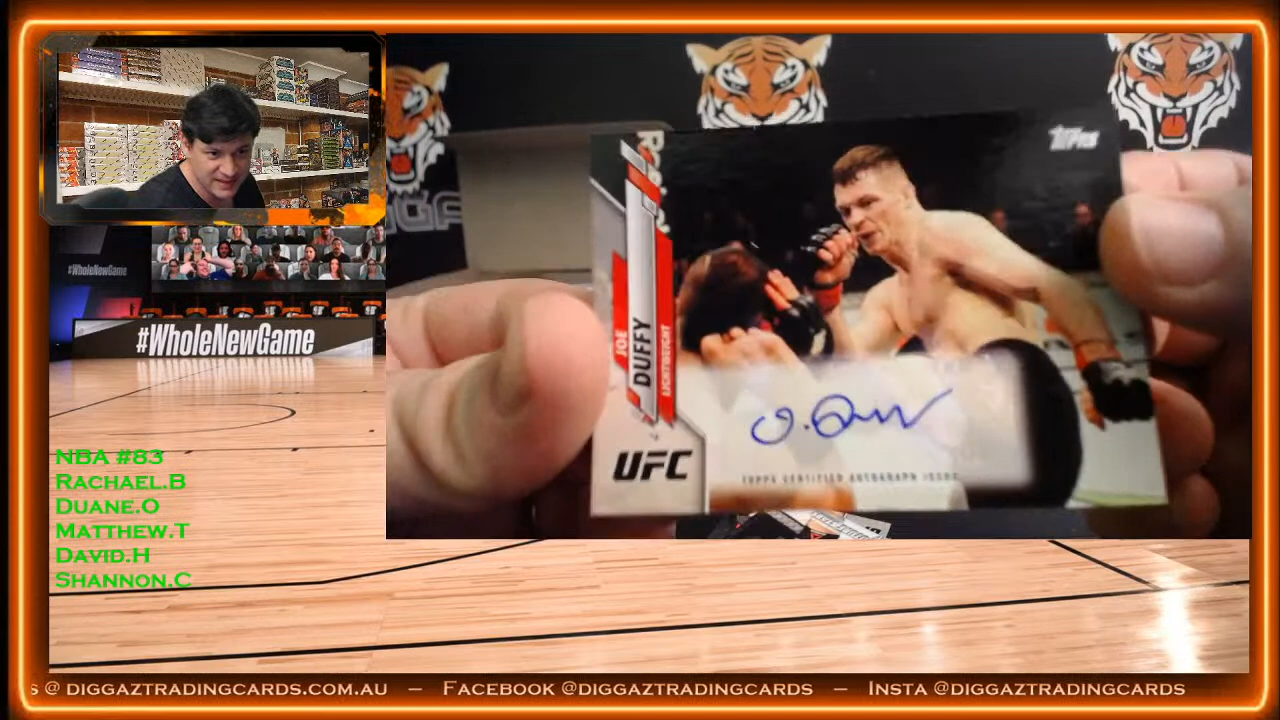 #WholeNewGame
#WholeNewGame
NBA #83
RACHAEL.B
DUANE.O
MATTHEW.T
DAVID.H
SHANNON.C
Topps
JOE
DUFFY
LIGHTWEIGHT
UFC
TOPPS CERTIFIED AUTOGRAPH ISSUE
S @ DIGGAZTRADINGCARDS.COM.AU — FACEBOOK @DIGGAZTRADINGCARDS — INSTA @DIGGAZTRADINGCARDS